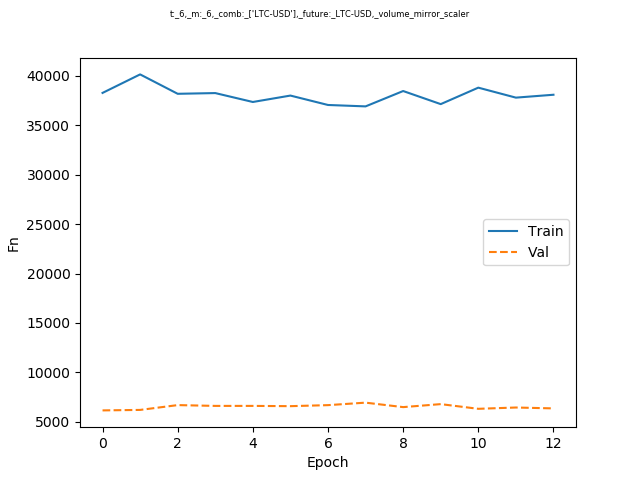 t:_6,_m:_6,_comb:_['LTC-USD'],_future:_LTC-USD,_volume_mirror_scaler
40000
35000
30000
25000
20000
15000
10000
5000
Fn
Train
Val
0 2 4 6 8 10 12
Epoch